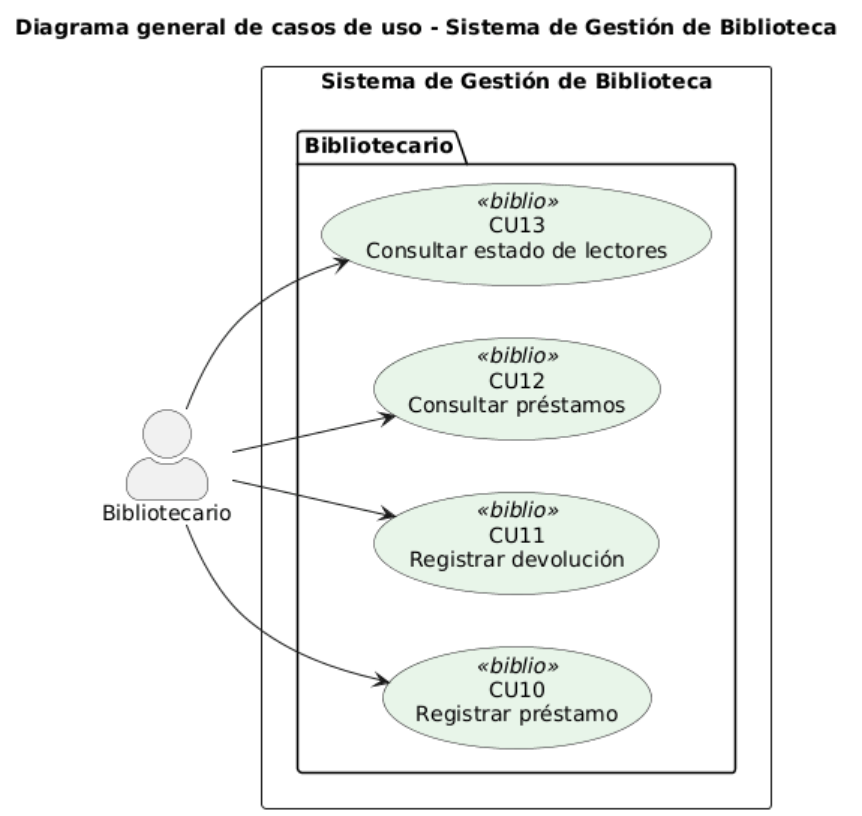 Diagrama general de casos de uso - Sistema de Gestión de Biblioteca
Sistema de Gestión de Biblioteca
Bibliotecario
«biblio»
CU13
Consultar estado de lectores
«biblio»
CU12
Consultar préstamos
Bibliotecario
«biblio»
CU11
Registrar devolución
«biblio»
CU10
Registrar préstamo